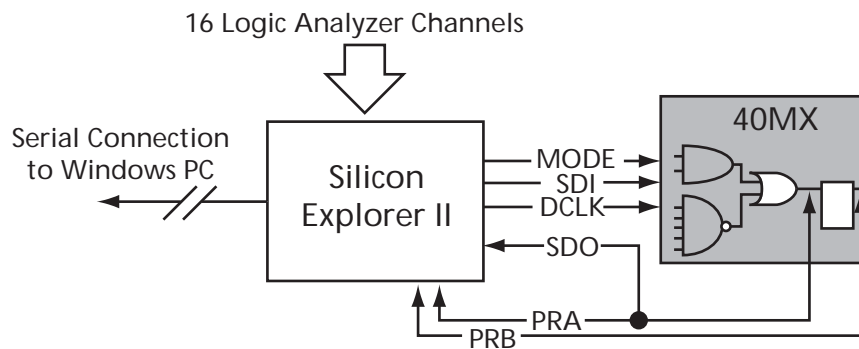 16 Logic Analyzer Channels
Serial Connection
to Windows PC
Silicon
Explorer II
MODE
SDI
DCLK
SDO
PRA
PRB
40MX